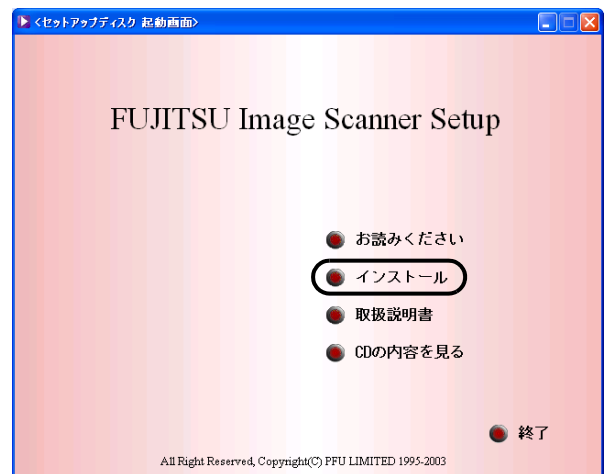 <セットアップディスク 起動画面>
FUJITSU Image Scanner Setup
お読みください
インストール
取扱説明書
CDの内容を見る
終了
All Right Reserved, Copyright(C) PFU LIMITED 1995-2003